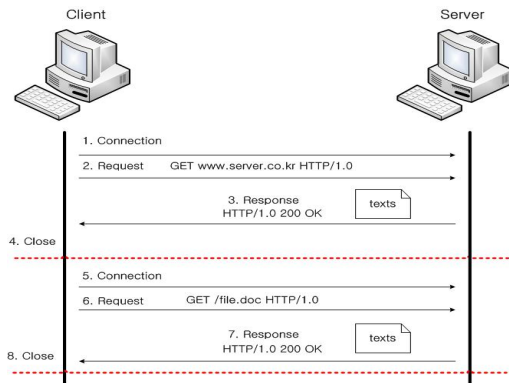 Client
Server
1. Connection
2. Request GET www.server.co.kr HTTP/1.0
3. Response
HTTP/1.0 200 OK
texts
4. Close
5. Connection
6. Request GET /file.doc HTTP/1.0
7. Response
HTTP/1.0 200 OK
texts
8. Close